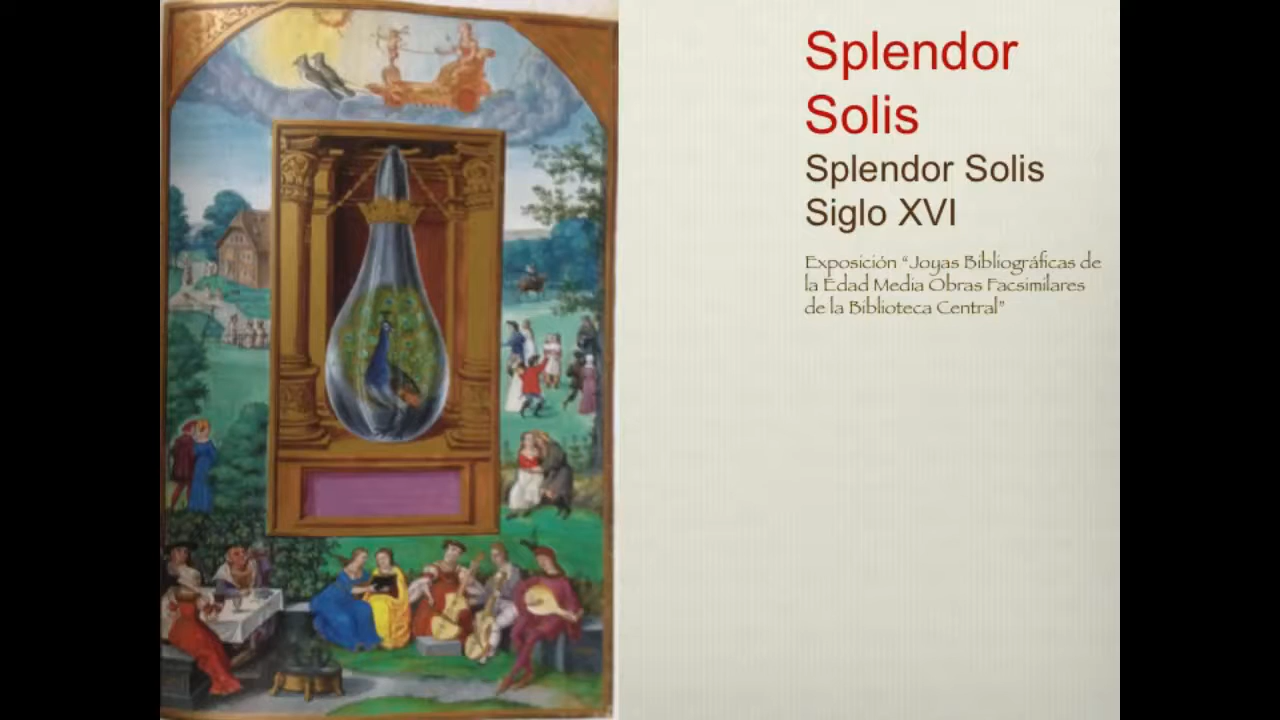 Splendor
Solis
Splendor Solis
Siglo XVI
Exposición “Joyas Bibliográficas de
la Edad Media Obras Facsimilares
de la Biblioteca Central”